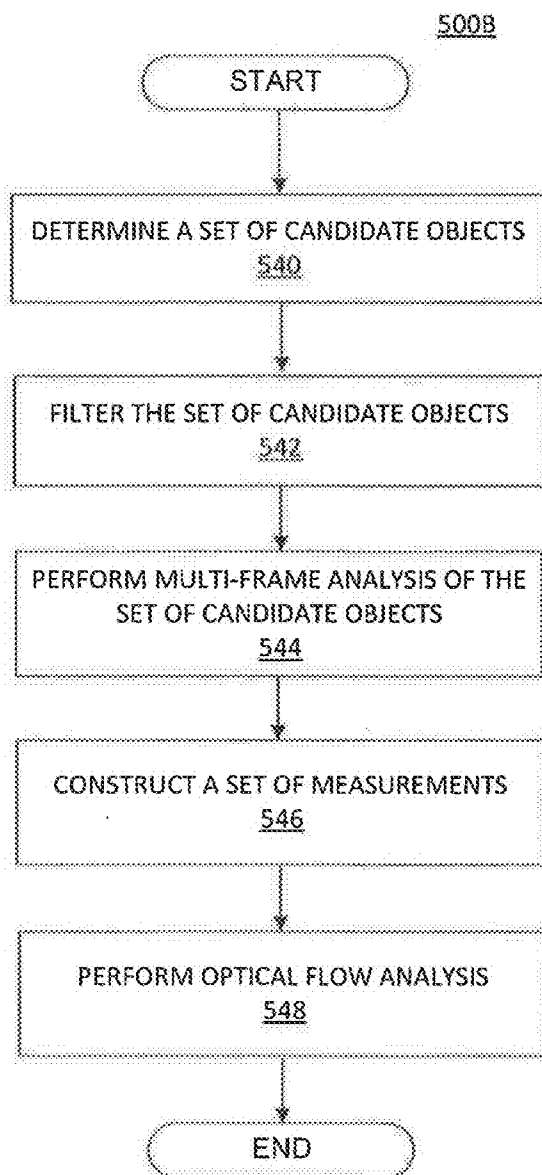 500B
START
DETERMINE A SET OF CANDIDATE OBJECTS
540
FILTER THE SET OF CANDIDATE OBJECTS
542
PERFORM MULTI-FRAME ANALYSIS OF THE
SET OF CANDIDATE OBJECTS
544
CONSTRUCT A SET OF MEASUREMENTS
546
PERFORM OPTICAL FLOW ANALYSIS
548
END